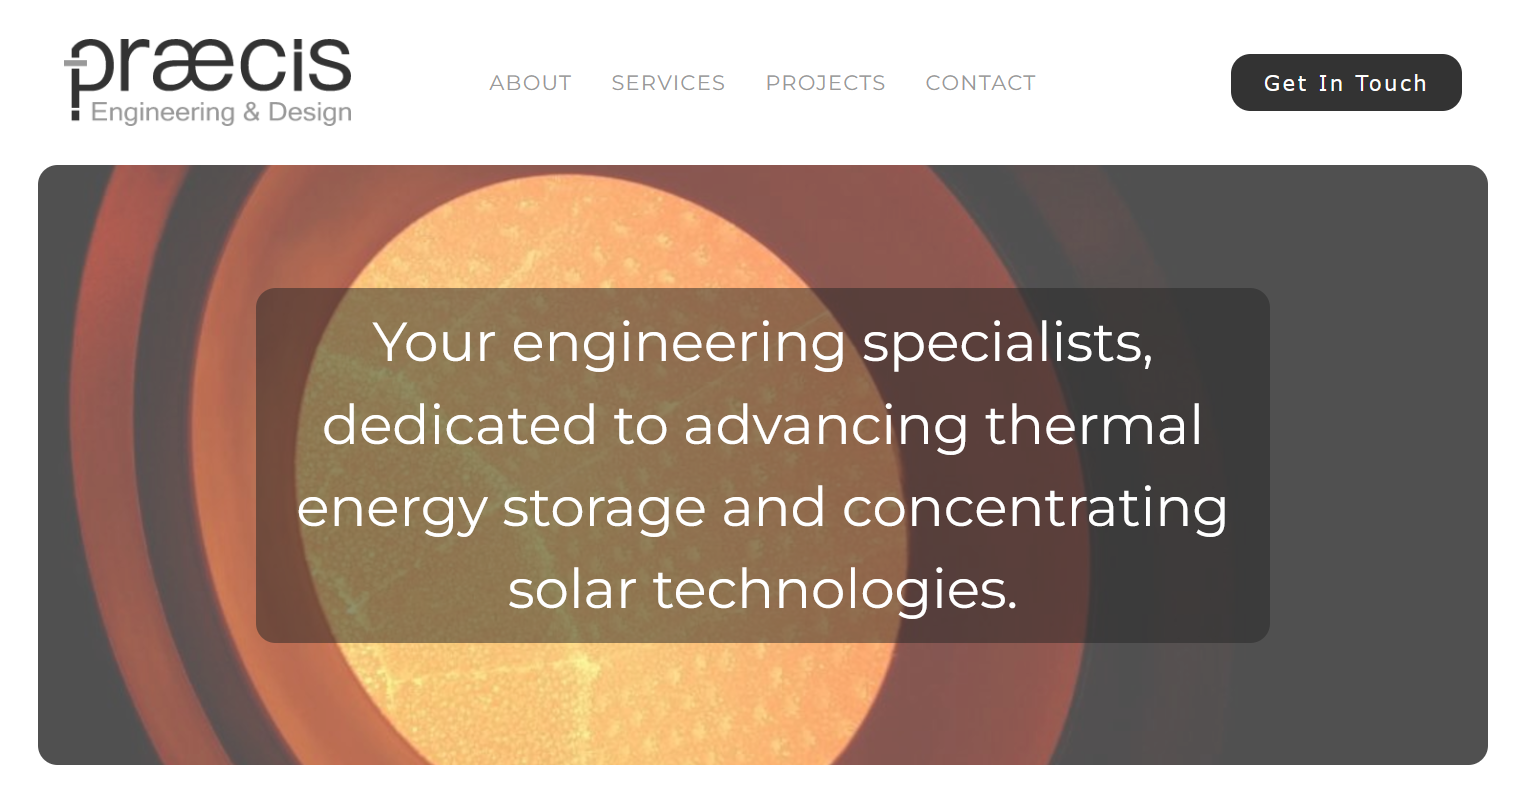 præcis
Engineering & Design
ABOUT SERVICES PROJECTS CONTACT
Get In Touch
Your engineering specialists,
dedicated to advancing thermal
energy storage and concentrating
solar technologies.